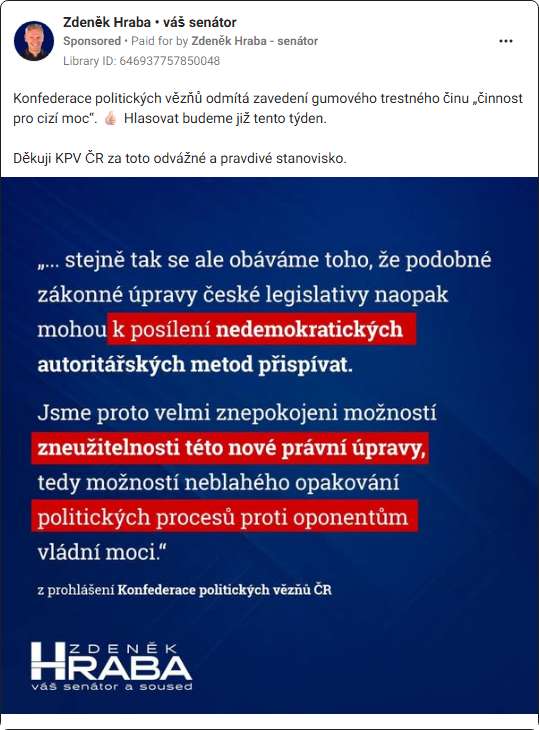 Zdeněk Hraba • váš senátor
Sponsored • Paid for by Zdeněk Hraba - senátor
Library ID: 646937757850048
Konfederace politických vězňů odmítá zavedení gumového trestného činu „činnost
pro cizí moc“. 👍🏻 Hlasovat budeme již tento týden.
Děkuji KPV ČR za toto odvážné a pravdivé stanovisko.
„... stejně tak se ale obáváme toho, že podobné
zákonné úpravy české legislativy naopak
mohou k posílení nedemokratických
autoritářských metod přispívat.
Jsme proto velmi znepokojeni možností
zneužitelnosti této nové právní úpravy,
tedy možností neblahého opakování
politických procesů proti oponentům
vládní moci.“
z prohlášení Konfederace politických vězňů ČR
ZDENĚK
HRABA
váš senátor a soused